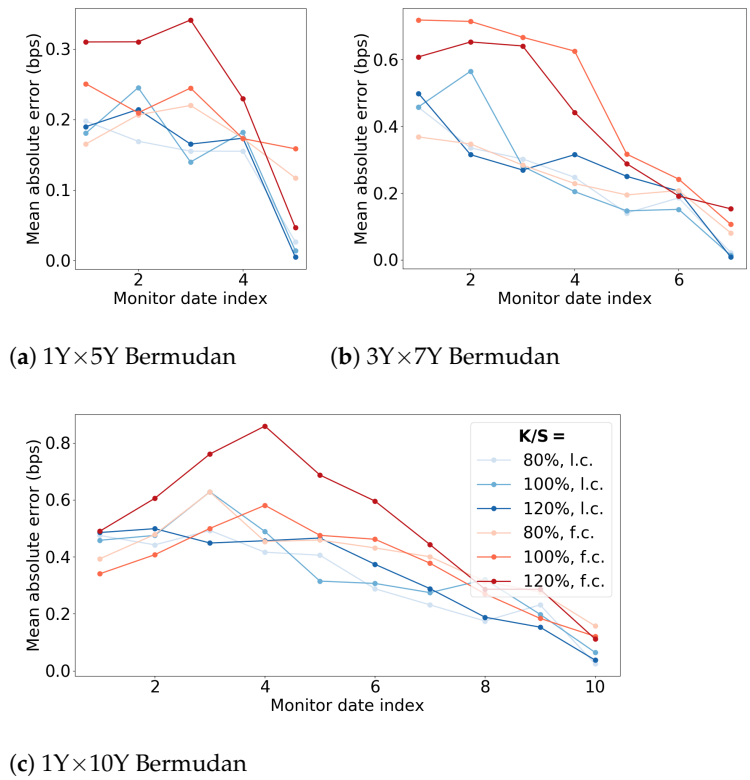 Mean absolute error (bps)
0.3
0.2
0.1
0.0
2 4
Monitor date index
(a) 1Y×5Y Bermudan
Mean absolute error (bps)
0.6
0.4
0.2
0.0
2 4 6
Monitor date index
(b) 3Y×7Y Bermudan
Mean absolute error (bps)
0.8
0.6
0.4
0.2
0.0
2 4 6 8 10
Monitor date index
K/S =
80%, l.c.
100%, l.c.
120%, l.c.
80%, f.c.
100%, f.c.
120%, f.c.
(c) 1Y×10Y Bermudan